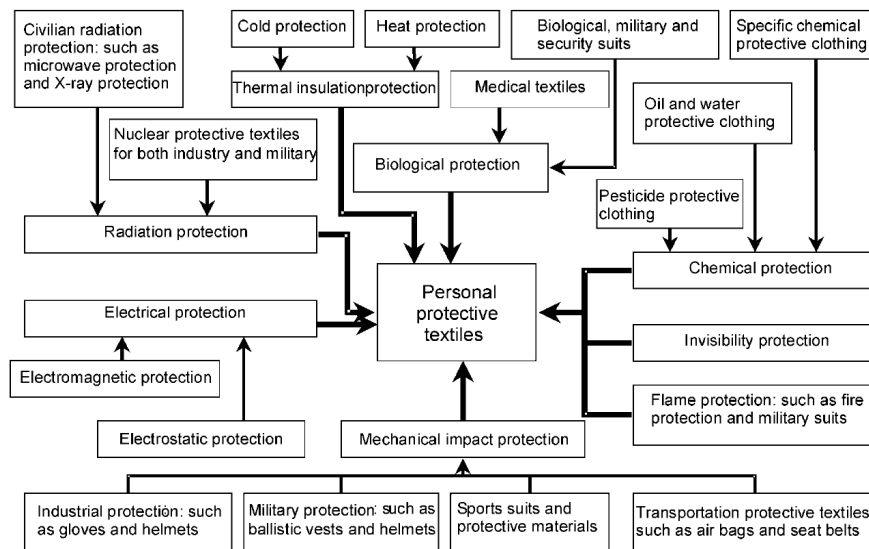 Civilian radiation
protection: such as
microwave protection
and X-ray protection
Cold protection
Heat protection
Biological, military and
security suits
Specific chemical
protective clothing
Thermal insulationprotection
Medical textiles
Oil and water
protective clothing
Nuclear protective textiles
for both industry and military
Biological protection
Pesticide protective
clothing
Radiation protection
Chemical protection
Personal
protective
textiles
Electrical protection
Invisibility protection
Electromagnetic protection
Flame protection: such as fire
protection and military suits
Electrostatic protection
Mechanical impact protection
Industrial protection: such
as gloves and helmets
Military protection: such as
ballistic vests and helmets
Sports suits and
protective materials
Transportation protective textiles
such as air bags and seat belts